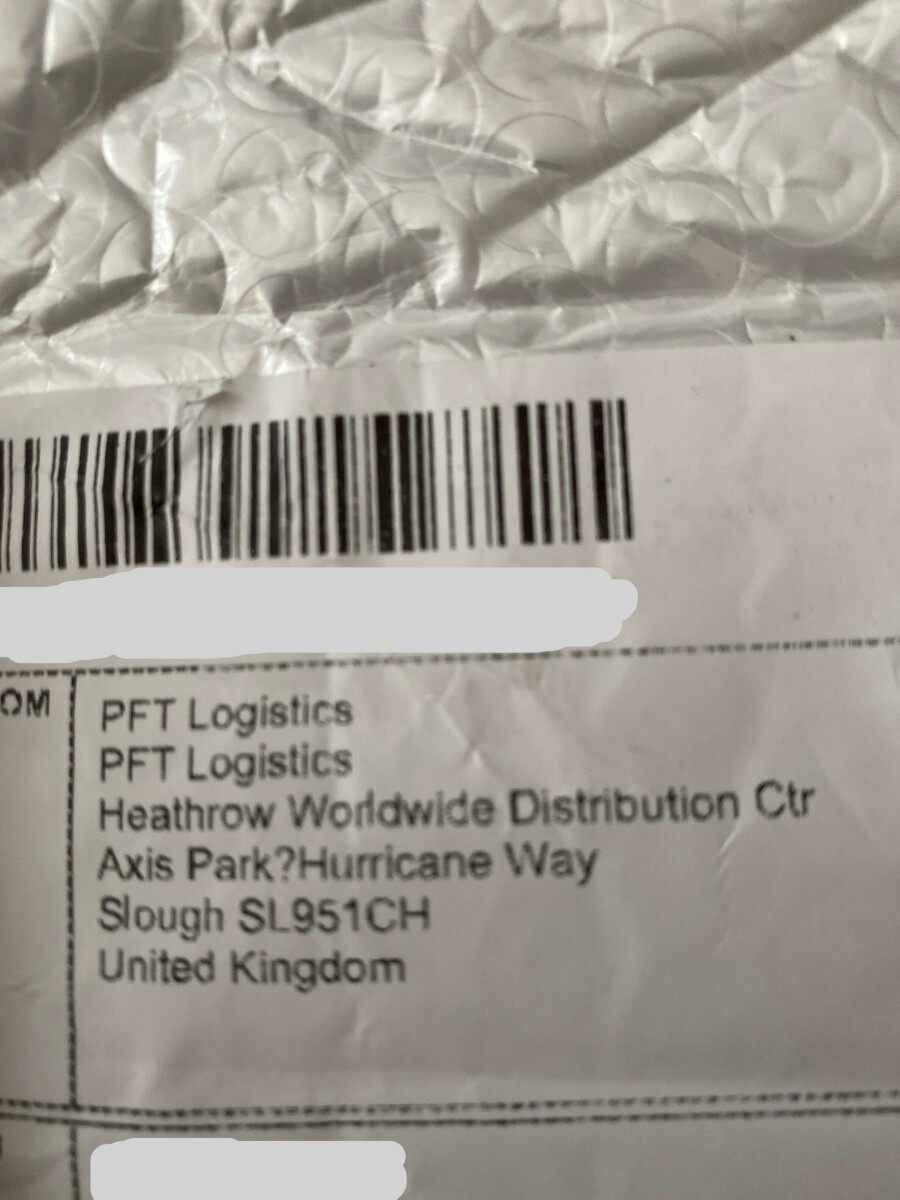 OM
PFT Logistics
PFT Logistics
Heathrow Worldwide Distribution Ctr
Axis Park?Hurricane Way
Slough SL951CH
United Kingdom